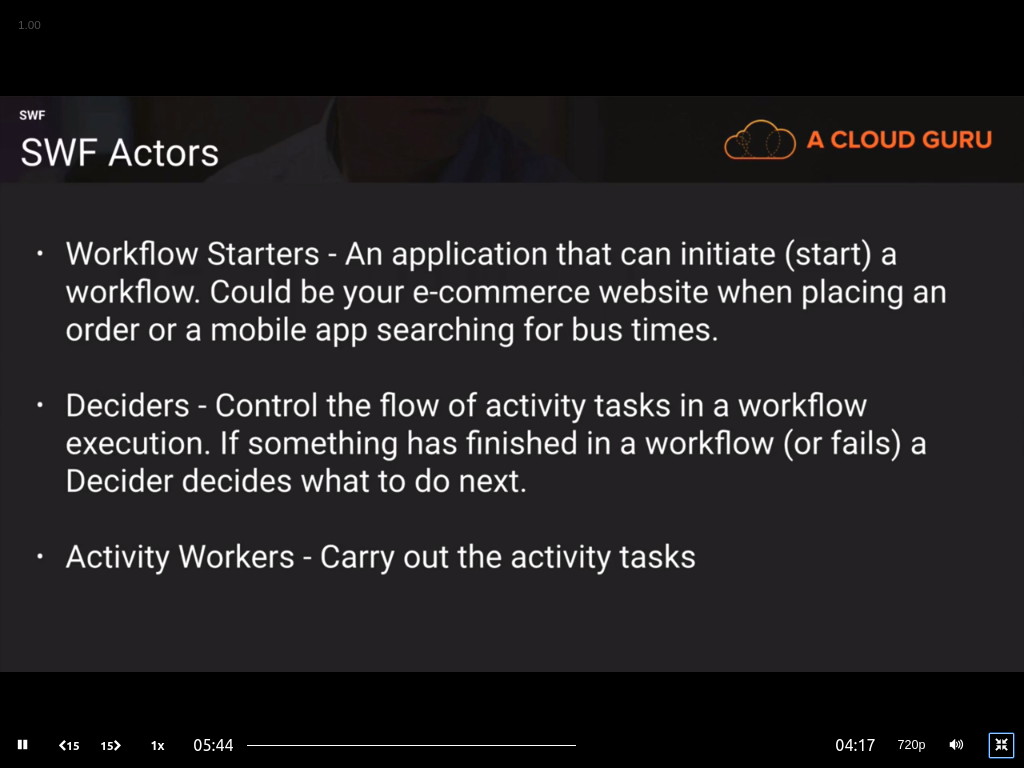 1.00
SWF
SWF Actors
A CLOUD GURU
• Workflow Starters - An application that can initiate (start) a
workflow. Could be your e-commerce website when placing an
order or a mobile app searching for bus times.
• Deciders - Control the flow of activity tasks in a workflow
execution. If something has finished in a workflow (or fails) a
Decider decides what to do next.
• Activity Workers - Carry out the activity tasks
15 15 1x 05:44 04:17 720p